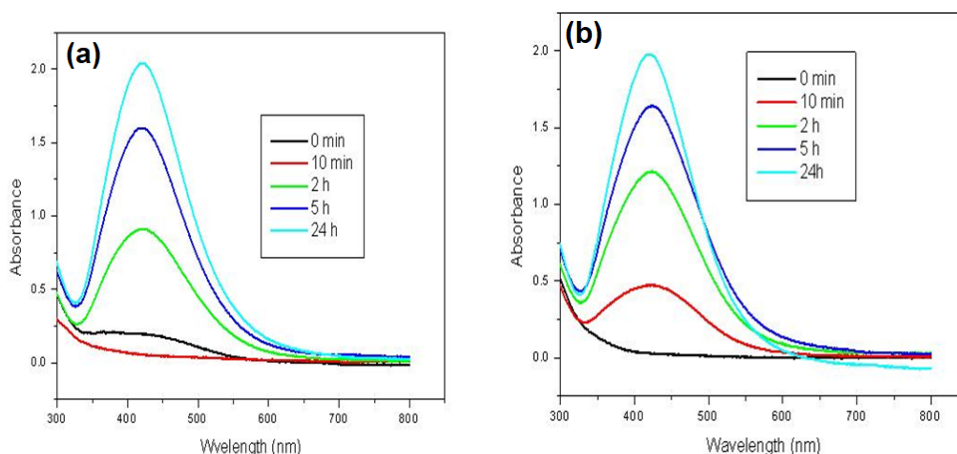 (a)
2.0
1.5
1.0
0.5
0.0
Absorbance
0 min
10 min
2 h
5 h
24 h
300 400 500 600 700 800
Wvelength (nm)
(b)
2.0
1.5
1.0
0.5
0.0
Absorbance
0 min
10 min
2 h
5 h
24h
300 400 500 600 700 800
Wavelength (nm)